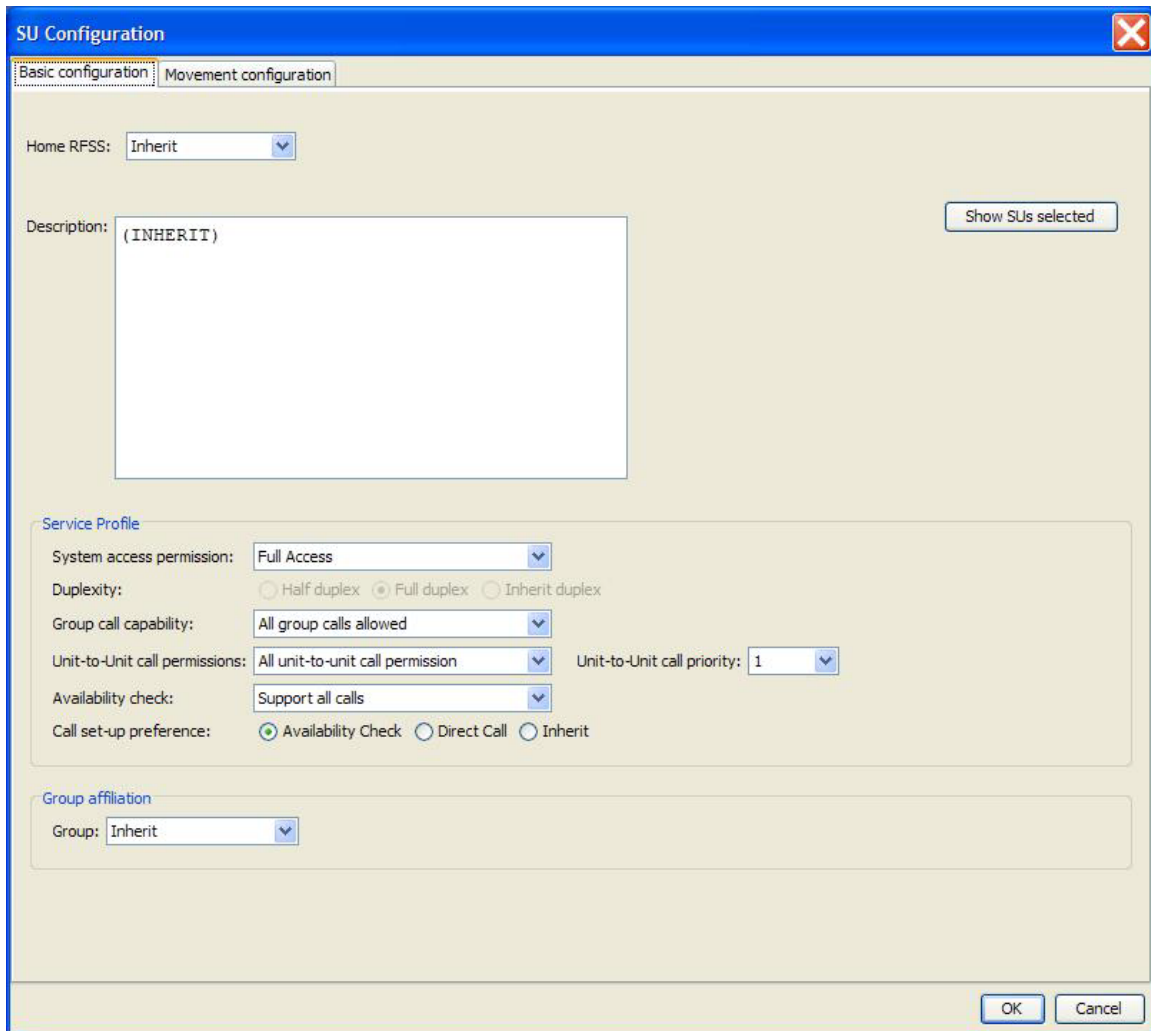 SU Configuration
Basic configuration Movement configuration
Home RFSS: Inherit
Show SUs selected
Description: (INHERIT)
Service Profile
System access permission: Full Access
Duplexity: Half duplex Full duplex Inherit duplex
Group call capability: All group calls allowed
Unit-to-Unit call permissions: All unit-to-unit call permission Unit-to-Unit call priority: 1
Availability check: Support all calls
Call set-up preference: Availability Check Direct Call Inherit
Group affiliation
Group: Inherit
OK Cancel